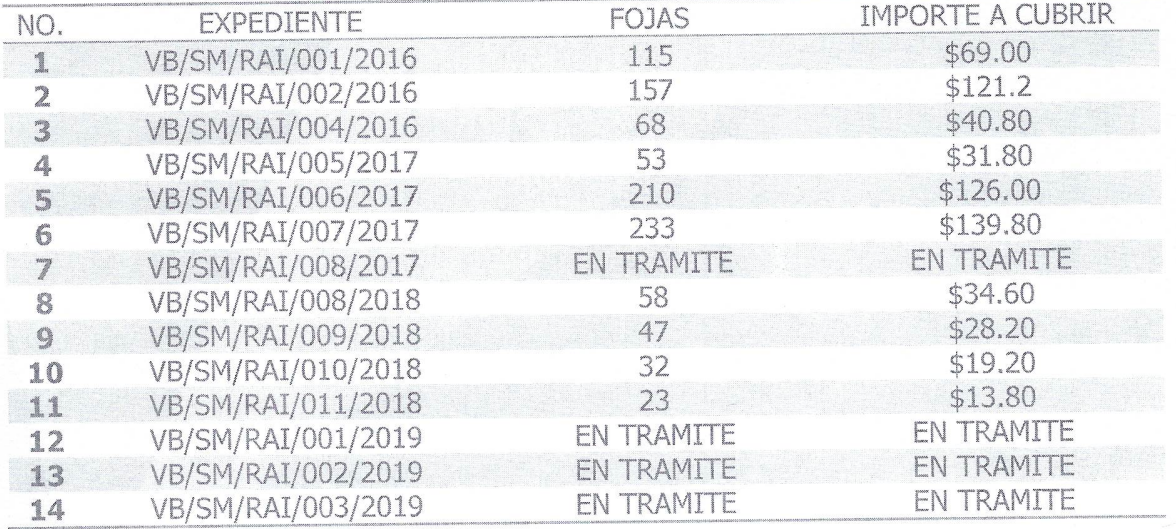 NO. EXPEDIENTE FOJAS IMPORTE A CUBRIR
1 VB/SM/RAI/001/2016 115 $69.00
2 VB/SM/RAI/002/2016 157 $121.2
3 VB/SM/RAI/004/2016 68 $40.80
4 VB/SM/RAI/005/2017 53 $31.80
5 VB/SM/RAI/006/2017 210 $126.00
6 VB/SM/RAI/007/2017 233 $139.80
7 VB/SM/RAI/008/2017 EN TRAMITE EN TRAMITE
8 VB/SM/RAI/008/2018 58 $34.60
9 VB/SM/RAI/009/2018 47 $28.20
10 VB/SM/RAI/010/2018 32 $19.20
11 VB/SM/RAI/011/2018 23 $13.80
12 VB/SM/RAI/001/2019 EN TRAMITE EN TRAMITE
13 VB/SM/RAI/002/2019 EN TRAMITE EN TRAMITE
14 VB/SM/RAI/003/2019 EN TRAMITE EN TRAMITE